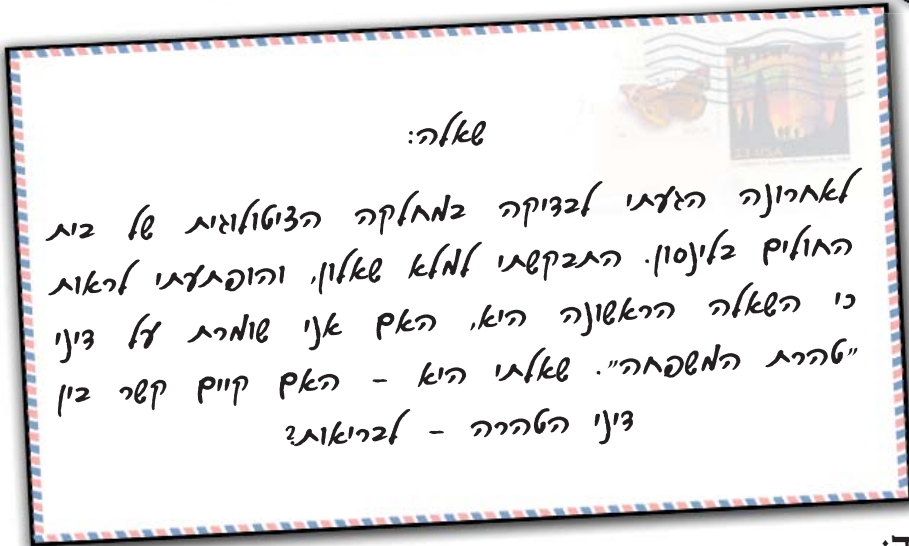 שאלה:
לאחרונה הגעתי לבדיקה במחלקה הציטולוגית של בית
החולים בלינסון. התבקשתי למלא שאלון, והופתעתי לראות
כי השאלה הראשונה היא, האם אני שומרת על דיני
"טהרת המשפחה". שאלתי היא - האם קיים קשר בין
דיני הטהרה - לבריאות?